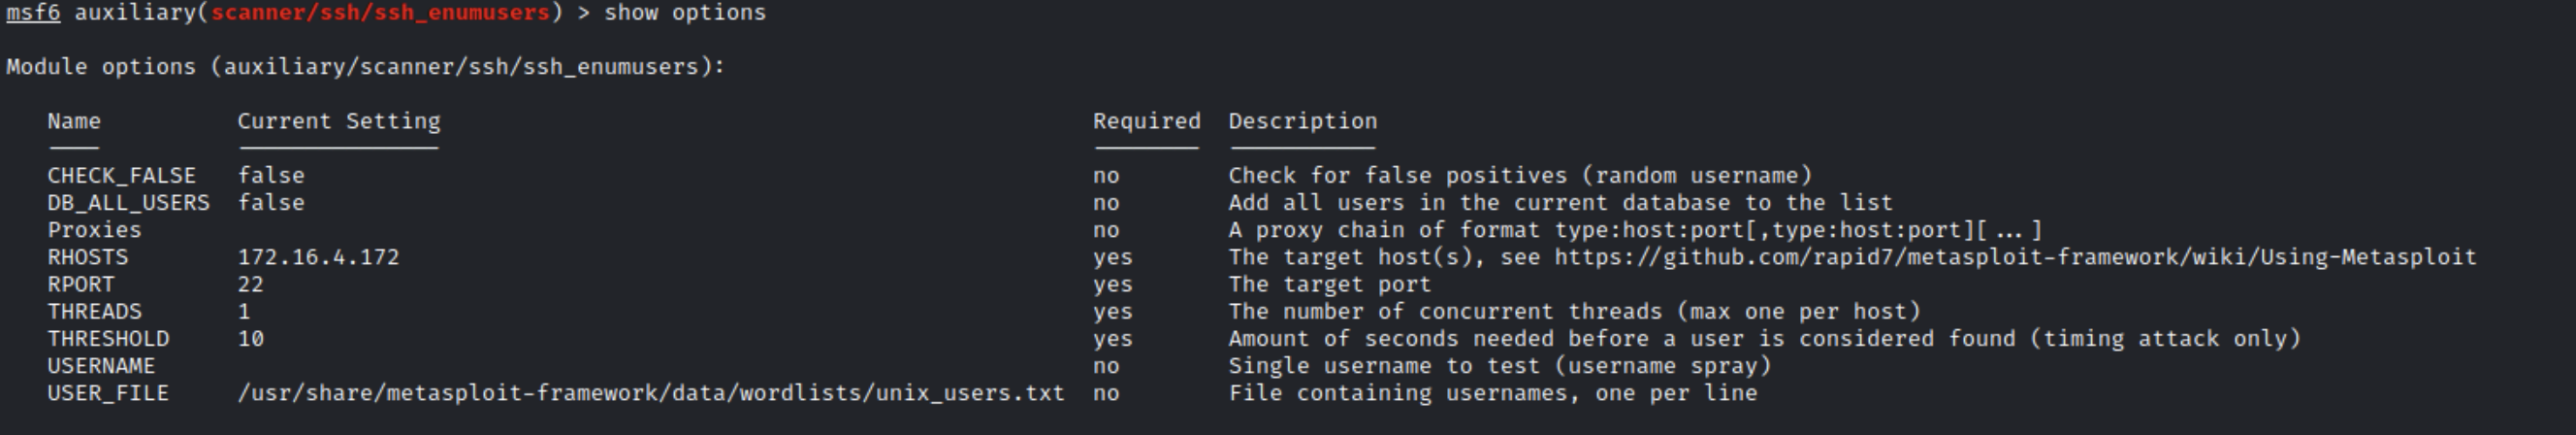 msf6 auxiliary(scanner/ssh/ssh_enumusers) > show options
Module options (auxiliary/scanner/ssh/ssh_enumusers):
Name Current Setting Required Description
CHECK_FALSE false no Check for false positives (random username)
DB_ALL_USERS false no Add all users in the current database to the list
Proxies no A proxy chain of format type:host:port[,type:host:port][...]
RHOSTS 172.16.4.172 yes The target host(s), see https://github.com/rapid7/metasploit-framework/wiki/Using-Metasploit
RPORT 22 yes The target port
THREADS 1 yes The number of concurrent threads (max one per host)
THRESHOLD 10 yes Amount of seconds needed before a user is considered found (timing attack only)
USERNAME no Single username to test (username spray)
USER_FILE /usr/share/metasploit-framework/data/wordlists/unix_users.txt no File containing usernames, one per line